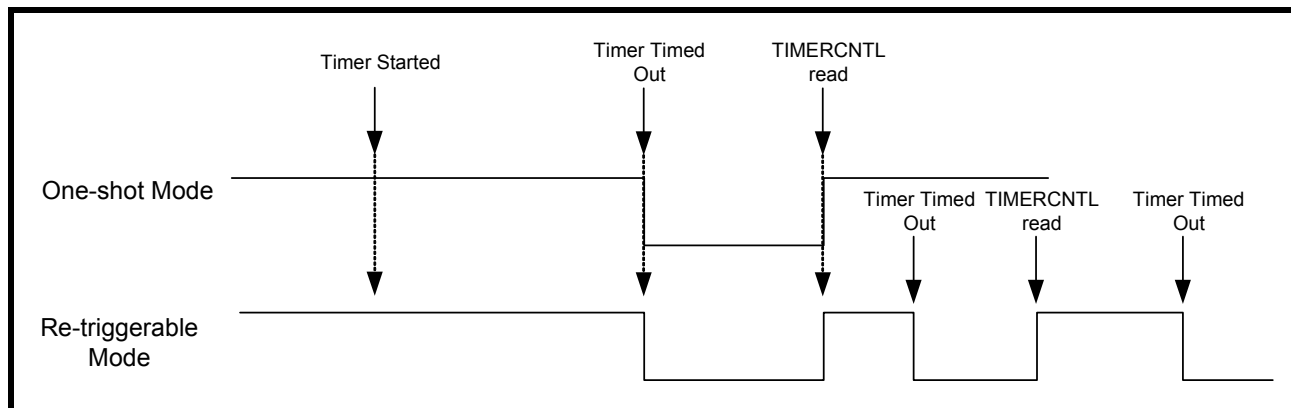 Timer Started
Timer Timed
Out
TIMERCNTL
read
One-shot Mode
Timer Timed
Out
TIMERCNTL
read
Timer Timed
Out
Re-triggerable
Mode